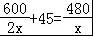 600/2x + 45 = 480/x